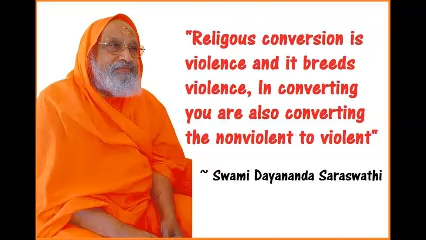 “Religous conversion is
violence and it breeds
violence, In converting
you are also converting
the nonviolent to violent"
~ Swami Dayananda Saraswathi